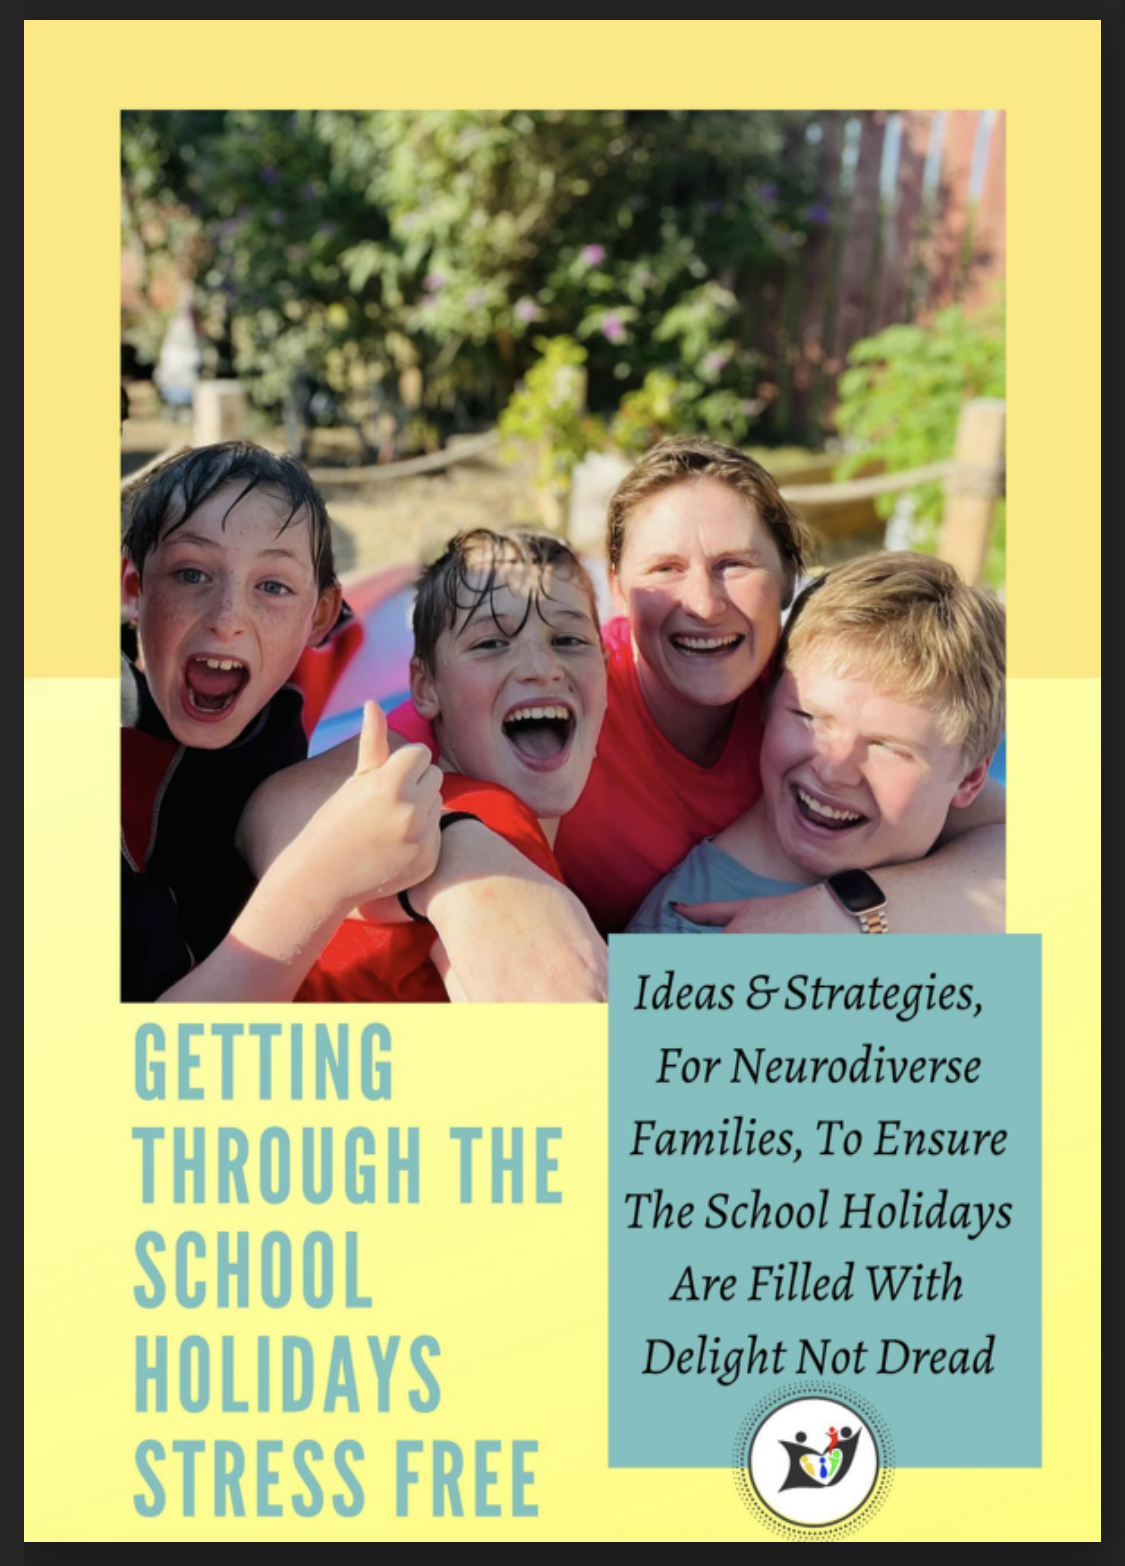 GETTING
THROUGH THE
SCHOOL
HOLIDAYS
STRESS FREE
Ideas & Strategies,
For Neurodiverse
Families, To Ensure
The School Holidays
Are Filled With
Delight Not Dread